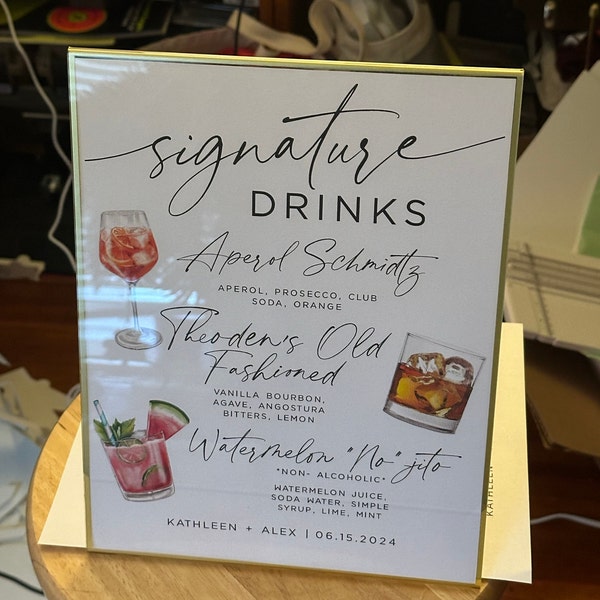 signature
DRINKS
Aperol Schmidtz
APEROL, PROSECCO, CLUB
SODA, ORANGE
Theoden's Old
Fashioned
VANILLA BOURBON,
AGAVE, ANGOSTURA
BITTERS, LEMON
Watermelon "No"jito
*NON- ALCOHOLIC*
WATERMELON JUICE,
SODA WATER, SIMPLE
SYRUP, LIME, MINT
KATHLEEN + ALEX | 06.15.2024
KATHLEEN